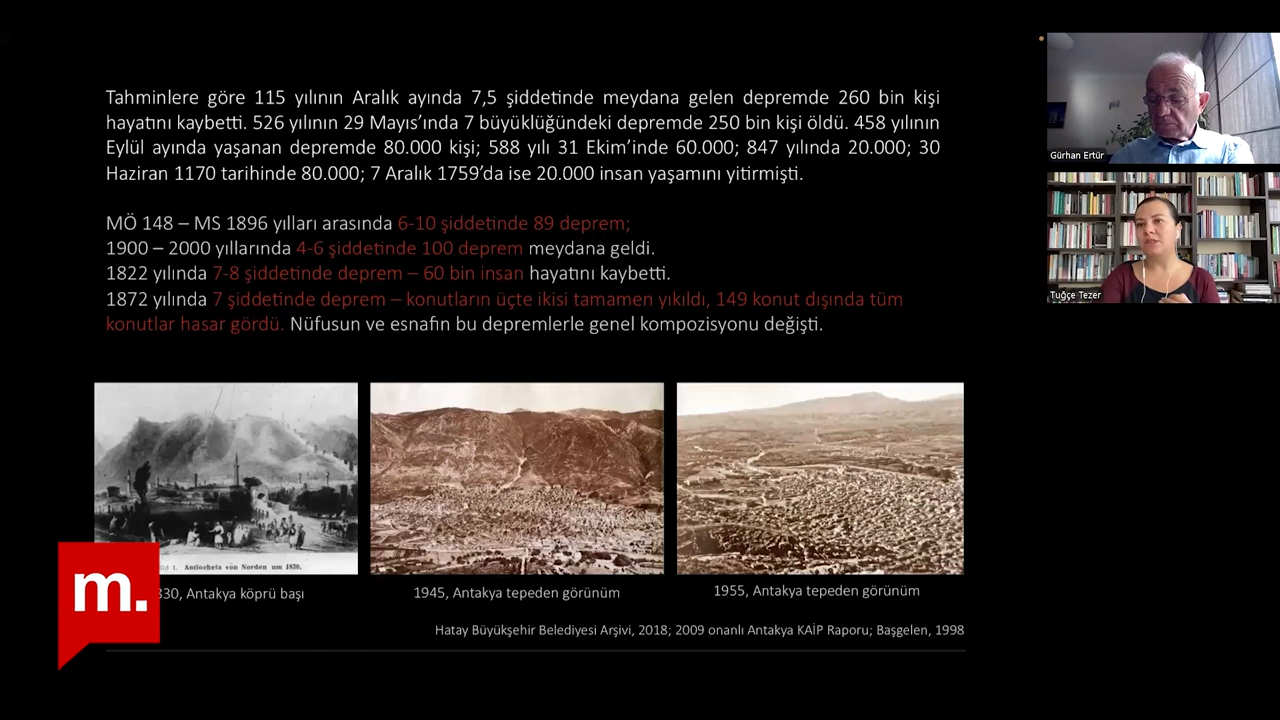 Tahminlere göre 115 yılının Aralık ayında 7,5 şiddetinde meydana gelen depremde 260 bin kişi
hayatını kaybetti. 526 yılının 29 Mayıs’ında 7 büyüklüğündeki depremde 250 bin kişi öldü. 458 yılının
Eylül ayında yaşanan depremde 80.000 kişi; 588 yılı 31 Ekim’inde 60.000; 847 yılında 20.000; 30
Haziran 1170 tarihinde 80.000; 7 Aralık 1759’da ise 20.000 insan yaşamını yitirmişti.
MÖ 148 – MS 1896 yılları arasında 6-10 şiddetinde 89 deprem;
1900 – 2000 yıllarında 4-6 şiddetinde 100 deprem meydana geldi.
1822 yılında 7-8 şiddetinde deprem – 60 bin insan hayatını kaybetti.
1872 yılında 7 şiddetinde deprem – konutların üçte ikisi tamamen yıkıldı, 149 konut dışında tüm
konutlar hasar gördü. Nüfusun ve esnafın bu depremlerle genel kompozisyonu değişti.
1. Antiocheia von Norden um 1830.
830, Antakya köprü başı
1945, Antakya tepeden görünüm
1955, Antakya tepeden görünüm
Hatay Büyükşehir Belediyesi Arşivi, 2018; 2009 onanlı Antakya KAİP Raporu; Başgelen, 1998
m.
Gürhan Ertür
Tuğçe Tezer